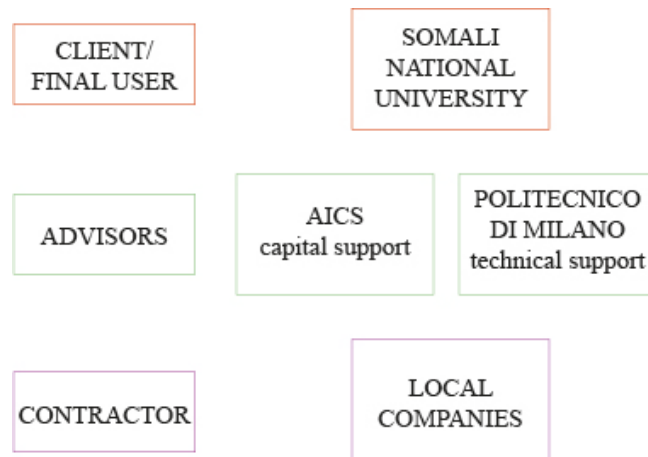 CLIENT/
FINAL USER
SOMALI
NATIONAL
UNIVERSITY
ADVISORS
AICS
capital support
POLITECNICO
DI MILANO
technical support
CONTRACTOR
LOCAL
COMPANIES